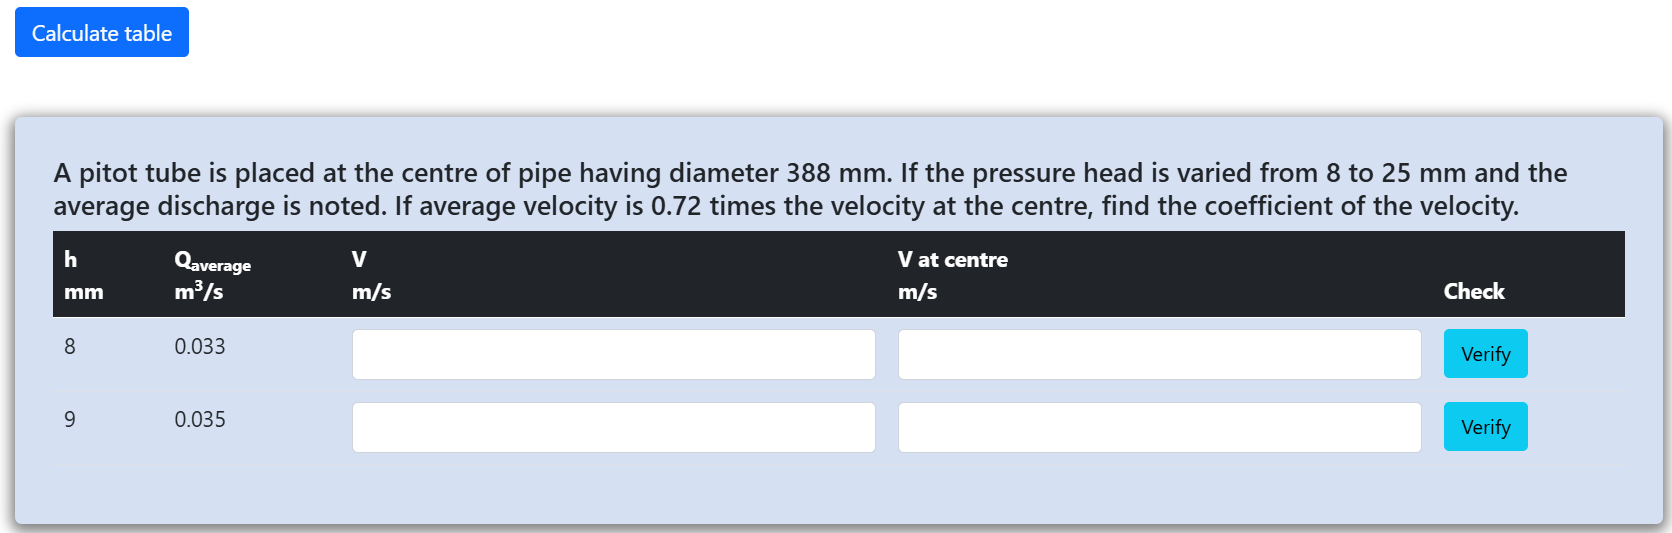 Calculate table
A pitot tube is placed at the centre of pipe having diameter 388 mm. If the pressure head is varied from 8 to 25 mm and the
average discharge is noted. If average velocity is 0.72 times the velocity at the centre, find the coefficient of the velocity.
h Qaverage V V at centre
mm m³/s m/s m/s Check
8 0.033 Verify
9 0.035 Verify